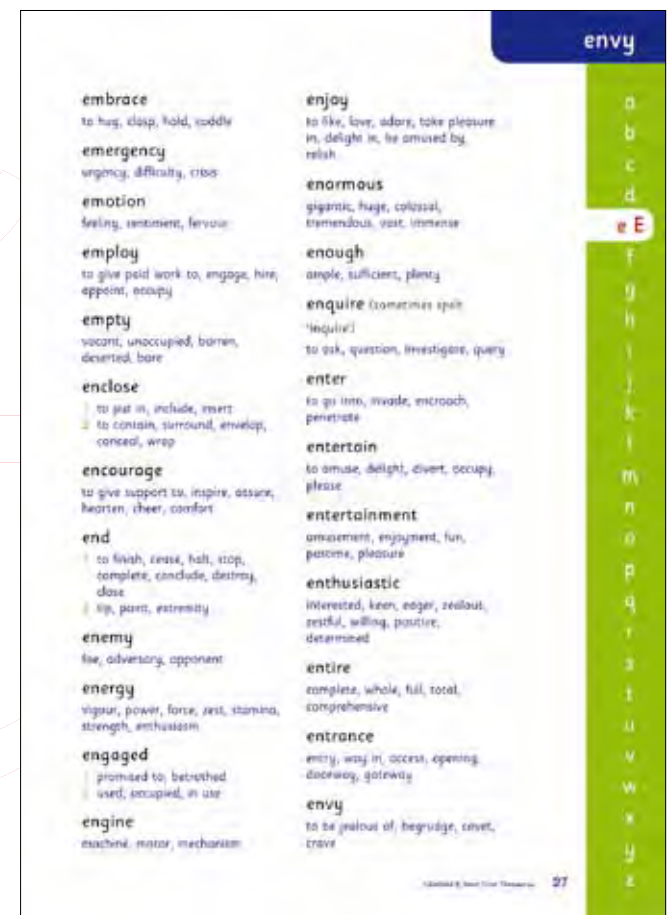 envy
embrace
to hug, clasp, hold, cuddle
emergency
urgency, difficulty, crisis
emotion
feeling, sentiment, fervour
employ
to give paid work to, engage, hire,
appoint, occupy
empty
vacant, unoccupied, barren,
deserted, bare
enclose
1 to put in, include, insert
2 to contain, surround, envelop,
conceal, wrap
encourage
to give support to, inspire, assure,
hearten, cheer, comfort
end
1 to finish, cease, halt, stop,
complete, conclude, destroy,
close
2 tip, point, extremity
enemy
foe, adversary, opponent
energy
vigour, power, force, zest, stamina,
strength, enthusiasm
engaged
1 promised to, betrothed
2 used, occupied, in use
engine
machine, motor, mechanism
enjoy
to like, love, adore, take pleasure
in, delight in, be amused by,
relish
enormous
gigantic, huge, colossal,
tremendous, vast, immense
enough
ample, sufficient, plenty
enquire (sometimes spelt
'inquire')
to ask, question, investigate, query
enter
to go into, invade, encroach,
penetrate
entertain
to amuse, delight, divert, occupy,
please
entertainment
amusement, enjoyment, fun,
pastime, pleasure
enthusiastic
interested, keen, eager, zealous,
zestful, willing, positive,
determined
entire
complete, whole, full, total,
comprehensive
entrance
entry, way in, access, opening,
doorway, gateway
envy
to be jealous of, begrudge, covet,
crave
27
a
b
c
d
e E
f
g
h
i
j
k
l
m
n
o
p
q
r
s
t
u
v
w
x
y
z